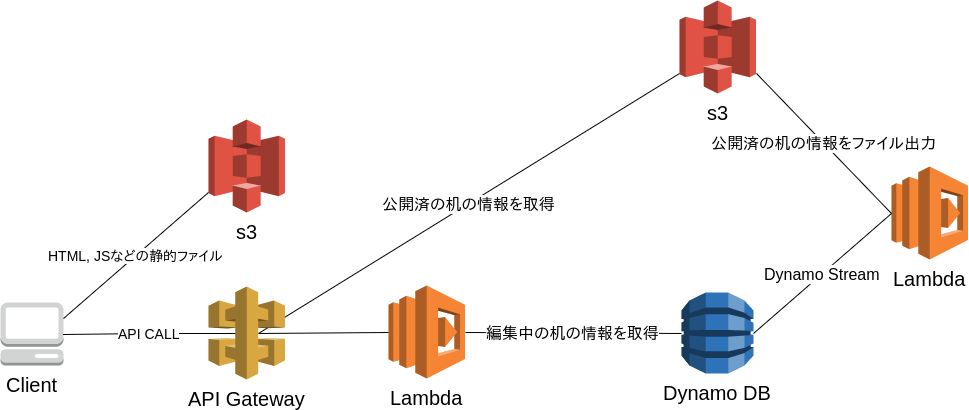 s3
公開済の机の情報をファイル出力
s3
公開済の机の情報を取得
HTML, JSなどの静的ファイル
Dynamo Stream
Lambda
API CALL
編集中の机の情報を取得
Client
API Gateway
Lambda
Dynamo DB